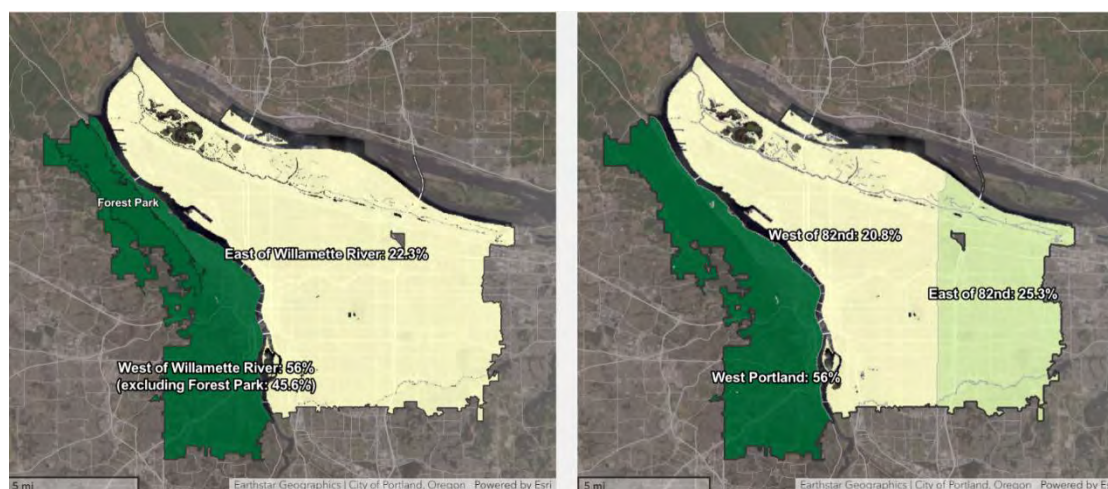 Forest Park
East of Willamette River: 22.3%
West of Willamette River: 56%
(excluding Forest Park: 45.6%)
5 mi
Earthstar Geographics | City of Portland, Oregon Powered by Esri
West of 82nd: 20.8%
East of 82nd: 25.3%
West Portland: 56%
5 mi
Earthstar Geographics | City of Portland, Oregon Powered by Es